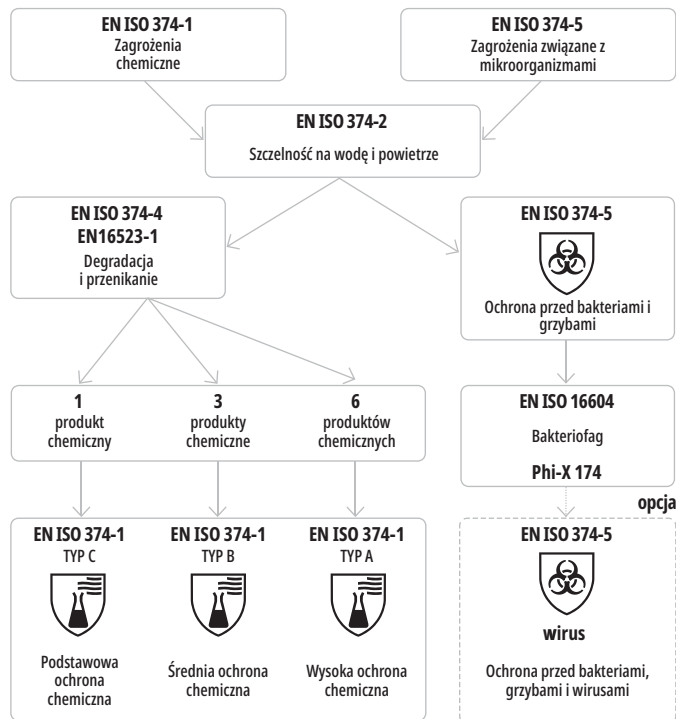 EN ISO 374-1
Zagrożenia
chemiczne
EN ISO 374-5
Zagrożenia związane z
mikroorganizmami
EN ISO 374-2
Szczelność na wodę i powietrze
EN ISO 374-4
EN16523-1
Degradacja
i przenikanie
EN ISO 374-5
Ochrona przed bakteriami i
grzybami
1
produkt
chemiczny
3
produkty
chemiczne
6
produktów
chemicznych
EN ISO 16604
Bakteriofag
Phi-X 174
opcja
EN ISO 374-1
TYP C
Podstawowa
ochrona
chemiczna
EN ISO 374-1
TYP B
Średnia ochrona
chemiczna
EN ISO 374-1
TYP A
Wysoka ochrona
chemiczna
EN ISO 374-5
wirus
Ochrona przed bakteriami,
grzybami i wirusami